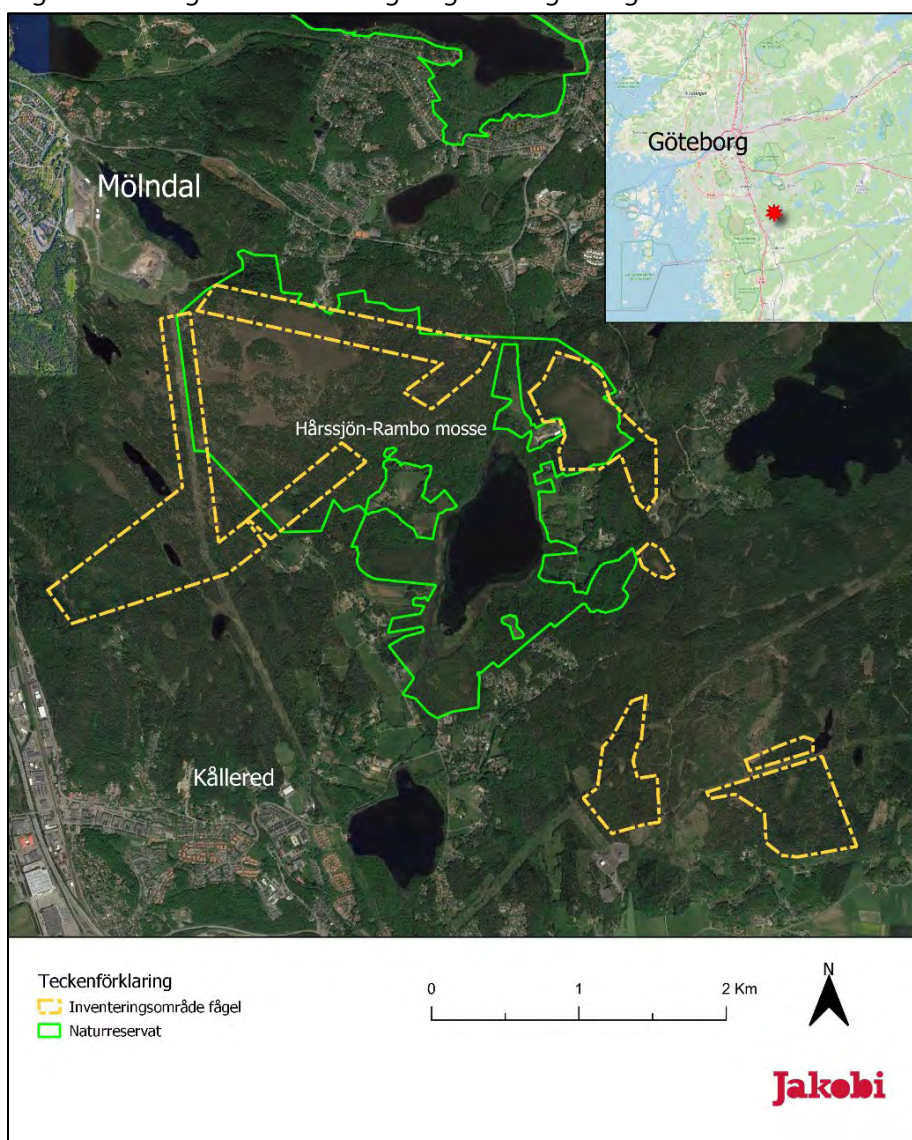 Göteborg
Mölndal
Hårssjön-Rambo mosse
Kållered
Teckenförklaring
Inventeringsområde fågel
Naturreservat
0 1 2 Km
N
Jakobi